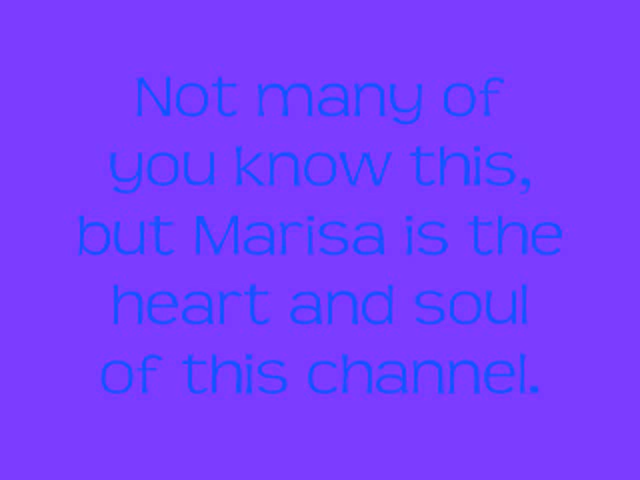 Not many of
you know this,
but Marisa is the
heart and soul
of this channel.